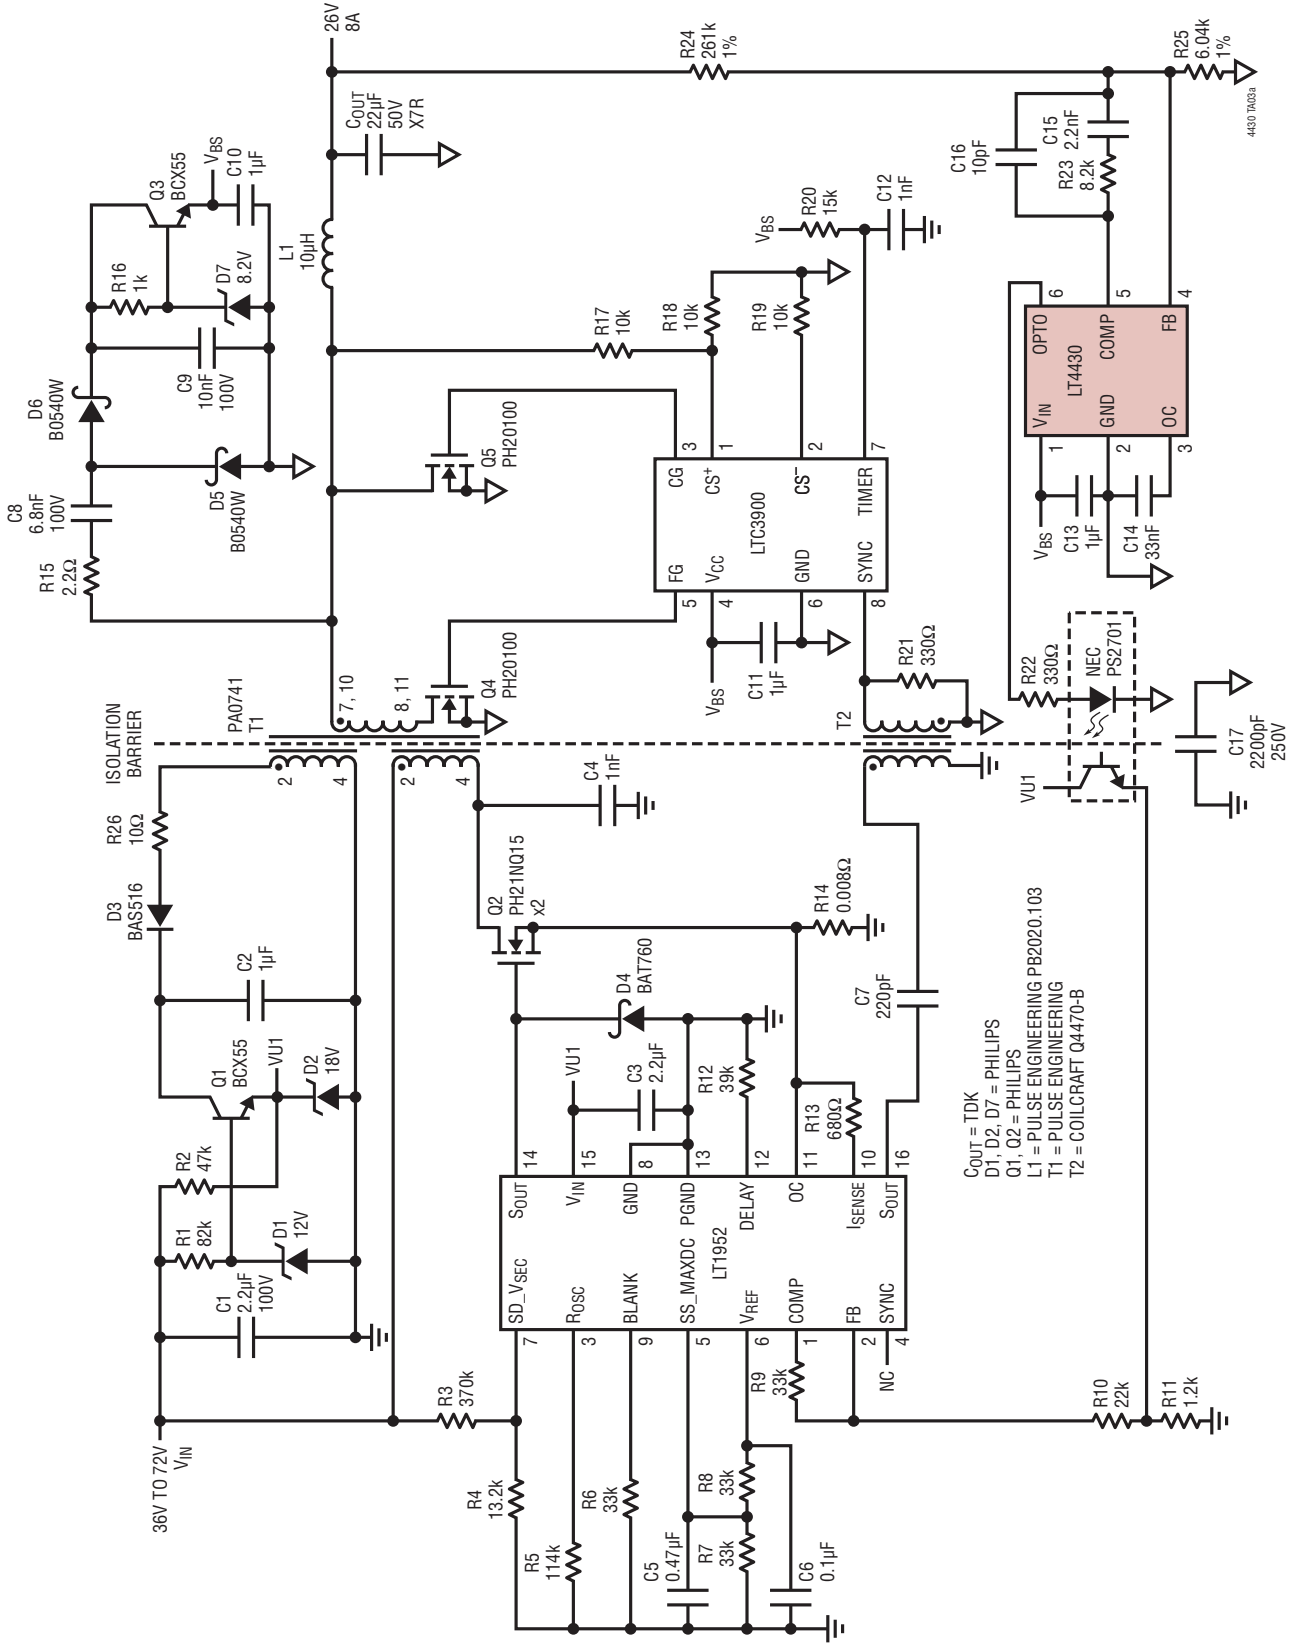 36V TO 72V
VIN
C1
2.2µF
100V
R1
82k
D1
12V
R2
47k
Q1
BCX55
VU1
D2
18V
C2
1µF
D3
BAS516
R26
10Ω
ISOLATION
BARRIER
PA0741
T1
2
4
2
4
7, 10
8, 11
R15
2.2Ω
C8
6.8nF
100V
D5
B0540W
D6
B0540W
C9
10nF
100V
R16
1k
D7
8.2V
Q3
BCX55
VBS
C10
1µF
L1
10µH
COUT
22µF
50V
X7R
26V
8A
R3
370k
R4
13.2k
R5
114k
R6
33k
C5
0.47µF
R7
33k
R8
33k
C6
0.1µF
R9
33k
NC
SD_VSEC
7
ROSC
3
BLANK
9
SS_MAXDC
5
VREF
6
COMP
1
FB
2
SYNC
4
LT1952
SOUT
14
VIN
15
GND
8
PGND
13
DELAY
12
OC
11
ISENSE
10
SOUT
16
VU1
C3
2.2µF
D4
BAT760
R12
39k
R13
680Ω
Q2
PH21NQ15
x2
C4
1nF
R14
0.008Ω
C7
220pF
T2
Q4
PH20100
Q5
PH20100
R17
10k
R18
10k
R19
10k
VBS
R20
15k
C12
1nF
VBS
C11
1µF
R21
330Ω
FG
5
VCC
4
GND
6
SYNC
8
LTC3900
CG
3
CS+
1
CS–
2
TIMER
7
R24
261k
1%
R25
6.04k
1%
C16
10pF
C15
2.2nF
R23
8.2k
VIN
1
GND
2
OC
3
LT4430
OPTO
6
COMP
5
FB
4
VBS
C13
1µF
C14
33nF
R22
330Ω
NEC
PS2701
VU1
C17
2200pF
250V
R10
22k
R11
1.2k
COUT = TDK
D1, D2, D7 = PHILIPS
Q1, Q2 = PHILIPS
L1 = PULSE ENGINEERING PB2020.103
T1 = PULSE ENGINEERING
T2 = COILCRAFT Q4470-B
4430 TA03a